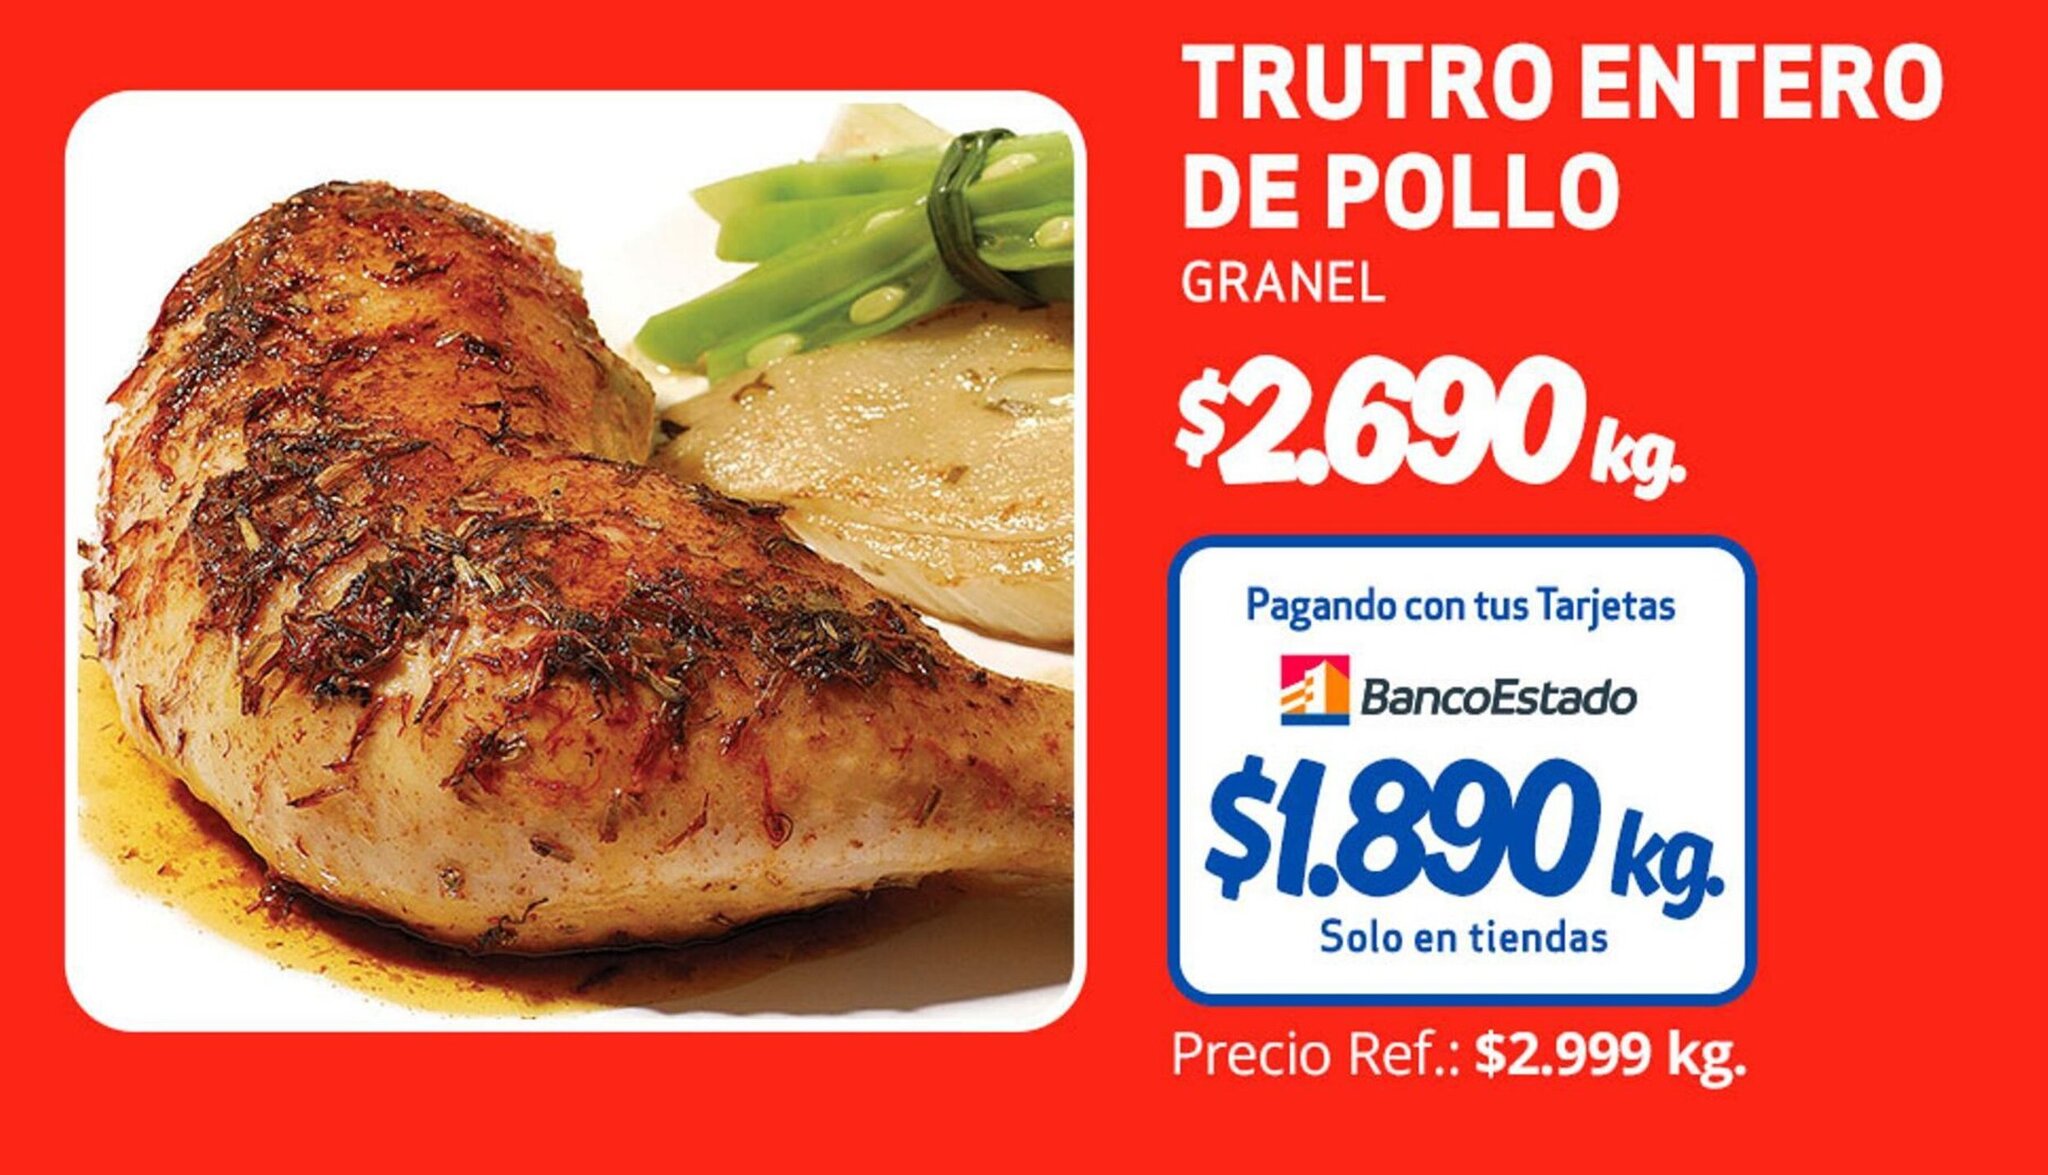 TRUTRO ENTERO
DE POLLO
GRANEL
$2.690 kg.
Pagando con tus Tarjetas
BancoEstado
$1.890 kg.
Solo en tiendas
Precio Ref.: $2.999 kg.